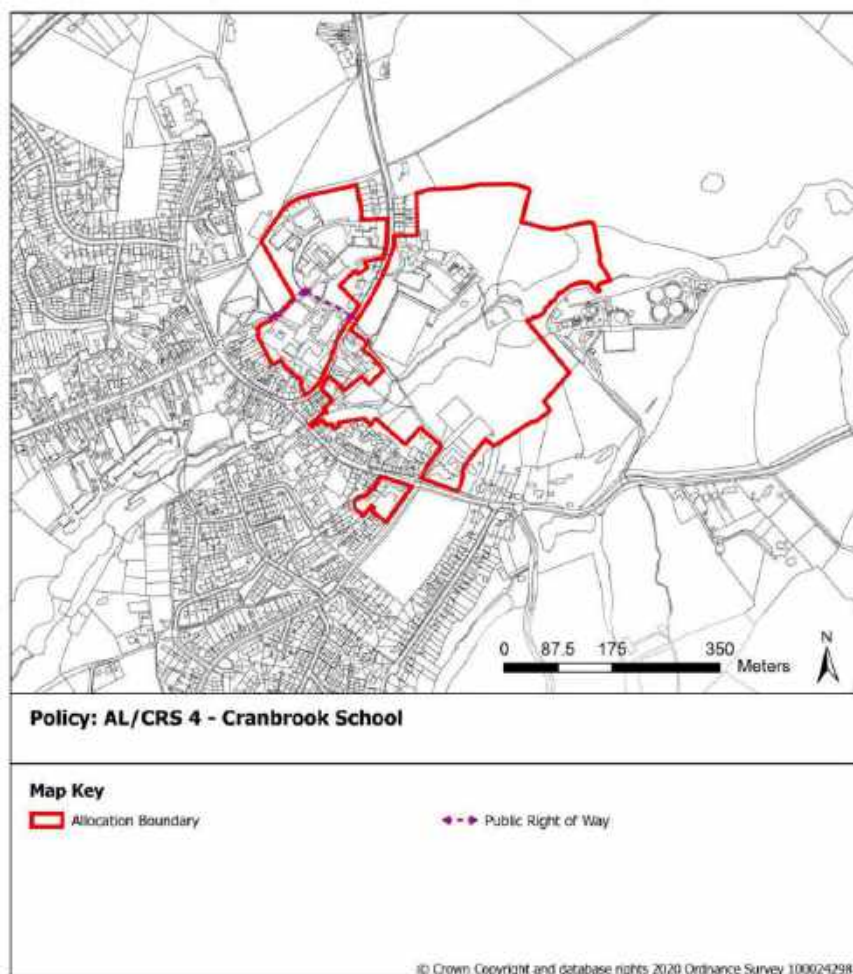 0 87.5 175 350
Meters
N
Policy: AL/CRS 4 - Cranbrook School
Map Key
Allocation Boundary
Public Right of Way
© Crown Copyright and database rights 2020 Ordnance Survey 100024298